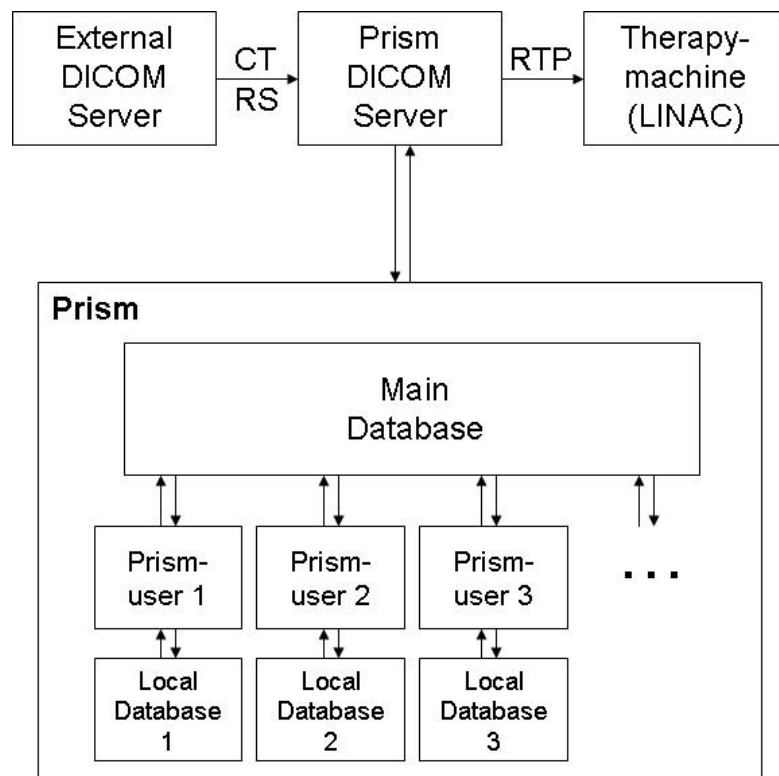 External
DICOM
Server
CT
RS
Prism
DICOM
Server
RTP
Therapy-
machine
(LINAC)
Prism
Main
Database
Prism-
user 1
Prism-
user 2
Prism-
user 3
...
Local
Database
1
Local
Database
2
Local
Database
3